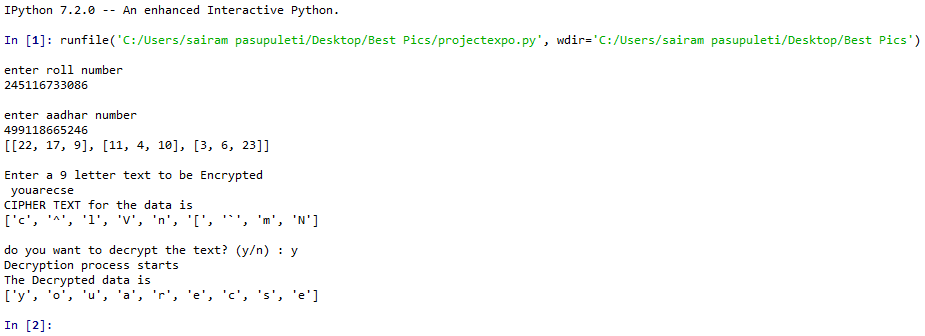 IPython 7.2.0 -- An enhanced Interactive Python.
In [1]: runfile('C:/Users/sairam pasupuleti/Desktop/Best Pics/projectexpo.py', wdir='C:/Users/sairam pasupuleti/Desktop/Best Pics')
enter roll number
245116733086
enter aadhar number
499118665246
[[22, 17, 9], [11, 4, 10], [3, 6, 23]]
Enter a 9 letter text to be Encrypted
youarecse
CIPHER TEXT for the data is
['c', '^', 'l', 'V', 'n', '[', '`', 'm', 'N']
do you want to decrypt the text? (y/n) : y
Decryption process starts
The Decrypted data is
['y', 'o', 'u', 'a', 'r', 'e', 'c', 's', 'e']
In [2]: